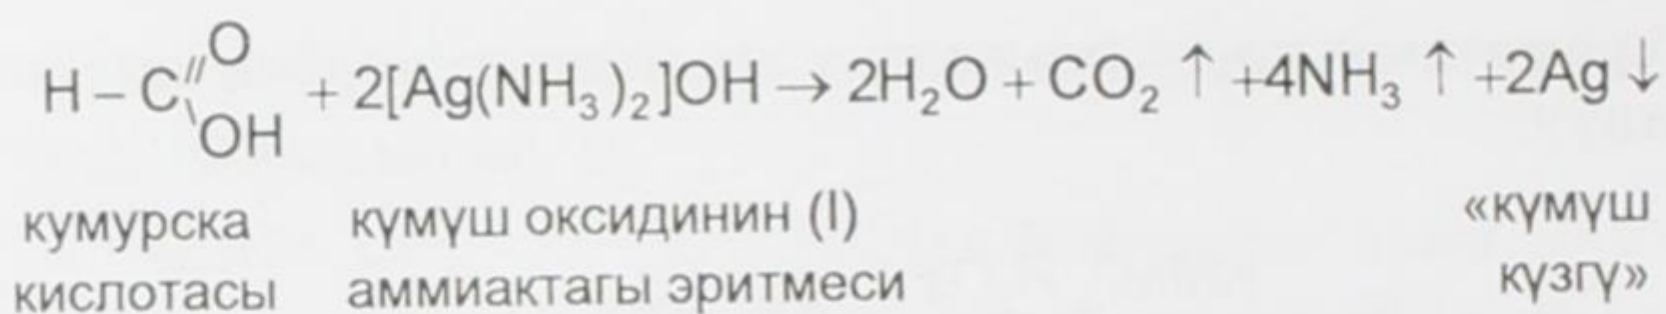 H – C // O \ OH + 2[Ag(NH₃)₂]OH → 2H₂O + CO₂ ↑ +4NH₃ ↑ +2Ag ↓
кумурска күмүш оксидинин (I) «күмүш
кислотасы аммиактагы эритмеси күзгү»